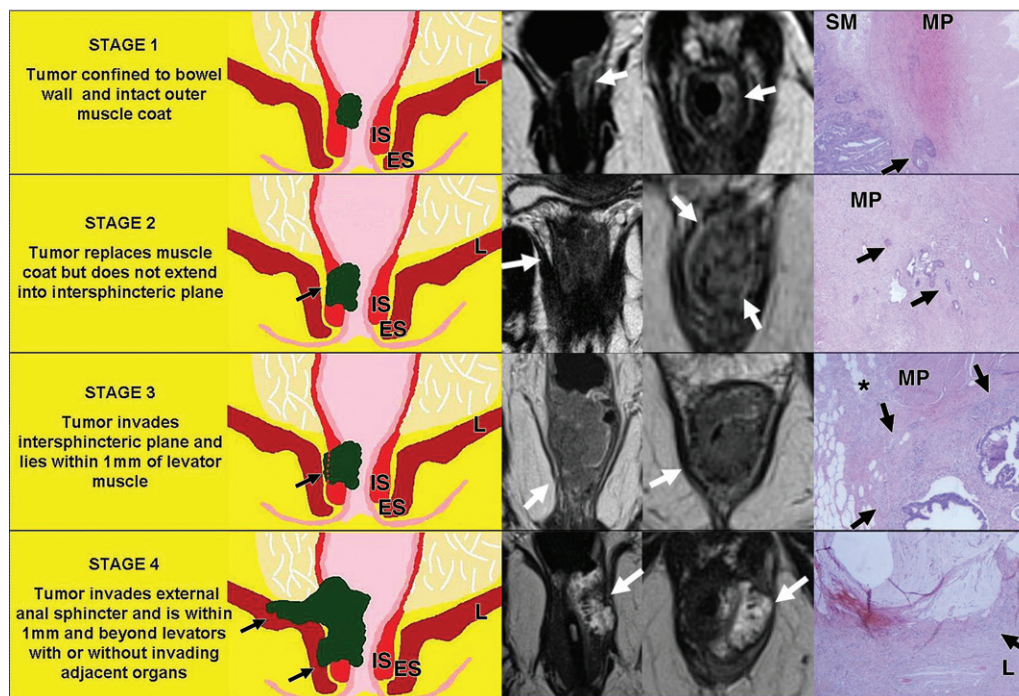 STAGE 1
Tumor confined to bowel
wall and intact outer
muscle coat
L
IS
ES
SM
MP
STAGE 2
Tumor replaces muscle
coat but does not extend
into intersphincteric plane
L
IS
ES
MP
STAGE 3
Tumor invades
intersphincteric plane and
lies within 1mm of levator
muscle
L
IS
ES
*
MP
STAGE 4
Tumor invades external
anal sphincter and is within
1mm and beyond levators
with or without invading
adjacent organs
L
IS
ES
L